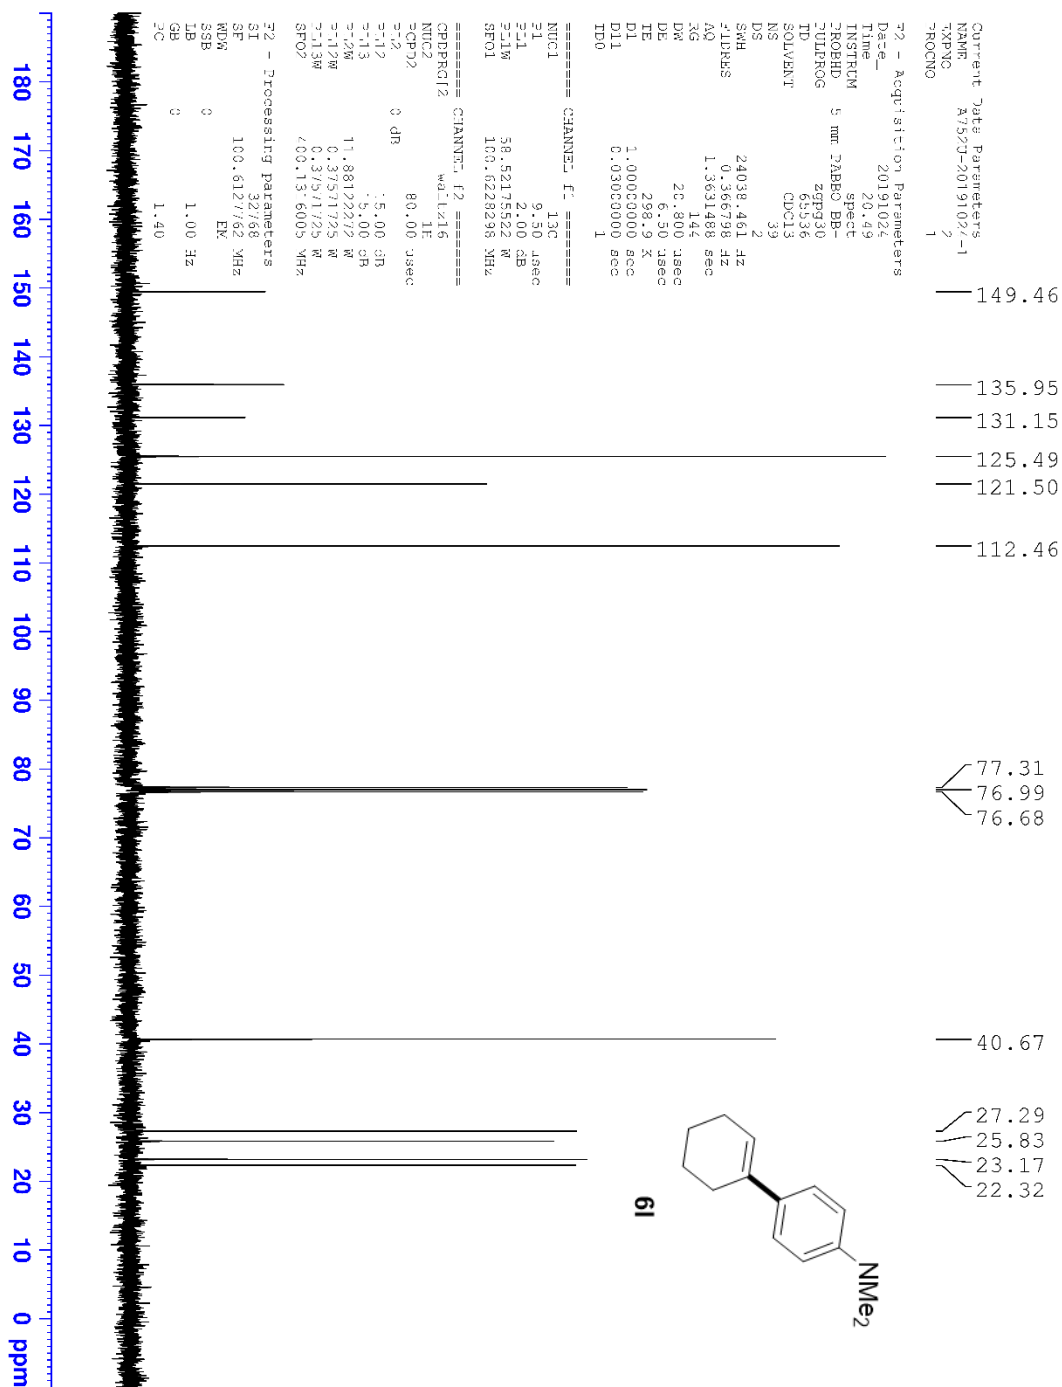 Current Data Parameters
NAME A752J-20191024-1
EXPNO 2
PROCNO 1
F2 - Acquisition Parameters
Date_ 20191024
Time 20.49
INSTRUM spect
PROBHD 5 mm PABBO BB-
PULPROG zgpg30
TD 65536
SOLVENT CDCl3
NS 39
DS 2
SWH 24038.461 Hz
FIDRES 0.366798 Hz
AQ 1.3631488 sec
RG 144
DW 20.800 usec
DE 6.50 usec
TE 298.9 K
D1 1.00000000 sec
D11 0.03000000 sec
TD0 1
======== CHANNEL f1 ========
NUC1 13C
P1 9.50 usec
PL1 2.00 dB
PL1W 58.52175522 W
SFO1 100.6228298 MHz
======== CHANNEL f2 ========
CPDPRG[2 waltz16
NUC2 1H
PCPD2 80.00 usec
PL2 0 dB
PL12 15.00 dB
PL13 15.00 dB
PL2W 11.88122272 W
PL12W 0.37571725 W
PL13W 0.37571725 W
SFO2 400.1316005 MHz
F2 - Processing parameters
SI 32768
SF 100.6127762 MHz
WDW EM
SSB 0
LB 1.00 Hz
GB 0
PC 1.40
149.46
135.95
131.15
125.49
121.50
112.46
77.31
76.99
76.68
40.67
27.29
25.83
23.17
22.32
NMe2
6l
180 170 160 150 140 130 120 110 100 90 80 70 60 50 40 30 20 10 0 ppm